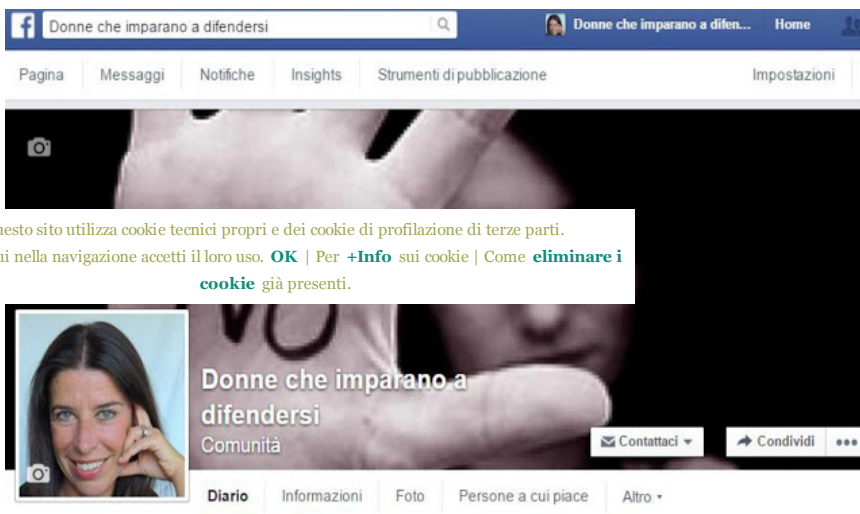 f Donne che imparano a difendersi Donne che imparano a difen... Home
Pagina Messaggi Notifiche Insights Strumenti di pubblicazione Impostazioni
uesto sito utilizza cookie tecnici propri e dei cookie di profilazione di terze parti.
ui nella navigazione accetti il loro uso. OK | Per +Info sui cookie | Come eliminare i
cookie già presenti.
Donne che imparano a
difendersi
Comunità
Contattaci Condividi
Diario Informazioni Foto Persone a cui piace Altro